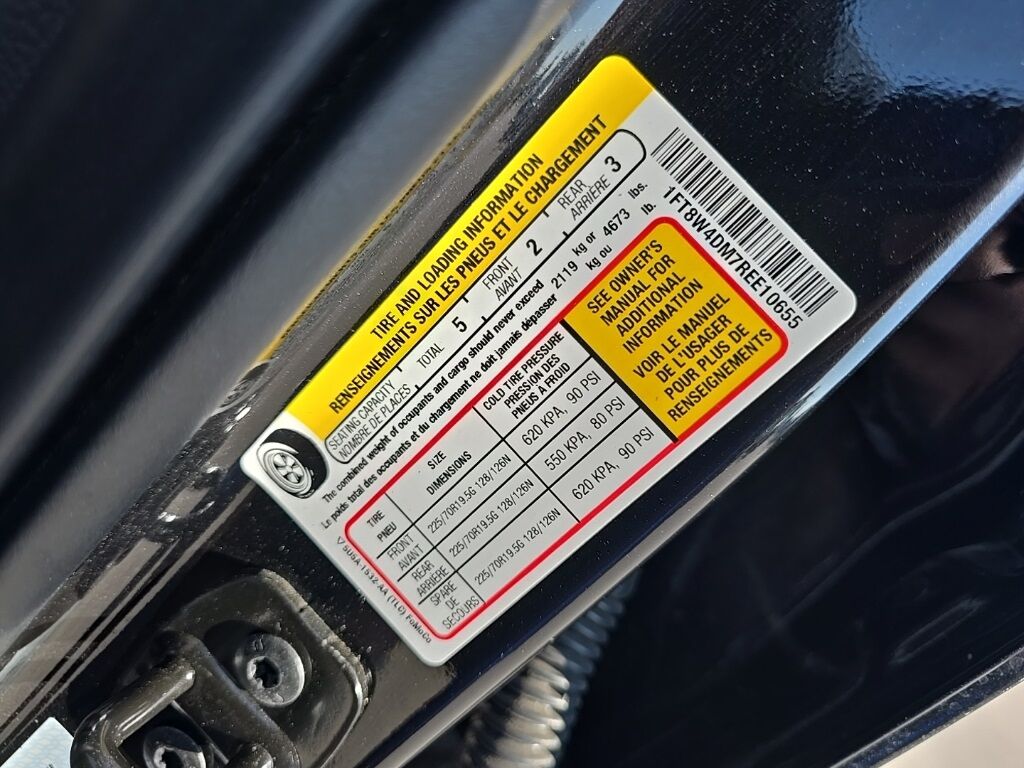 TIRE AND LOADING INFORMATION
RENSEIGNEMENTS SUR LES PNEUS ET LE CHARGEMENT
SEATING CAPACITY TOTAL 5 FRONT 2 REAR 3
NOMBRE DE PLACES AVANT ARRIÈRE
The combined weight of occupants and cargo should never exceed 2119 kg or 4673 lbs.
Le poids total des occupants et du chargement ne doit jamais dépasser kg ou lb.
TIRE SIZE COLD TIRE PRESSURE
PNEU DIMENSIONS PRESSION DES
PNEUS A FROID
FRONT 225/70R19.5G 128/126N 620 KPA, 90 PSI
AVANT
REAR 225/70R19.5G 128/126N 550 KPA, 80 PSI
ARRIÈRE
SPARE 225/70R19.5G 128/126N 620 KPA, 90 PSI
DE
SECOURS
SEE OWNER'S
MANUAL FOR
ADDITIONAL
INFORMATION
VOIR LE MANUEL
DE L'USAGER
POUR PLUS DE
RENSEIGNEMENTS
1FT8W4DM7REE10655
5U5A-1532-AA (TLC) FoMoCo